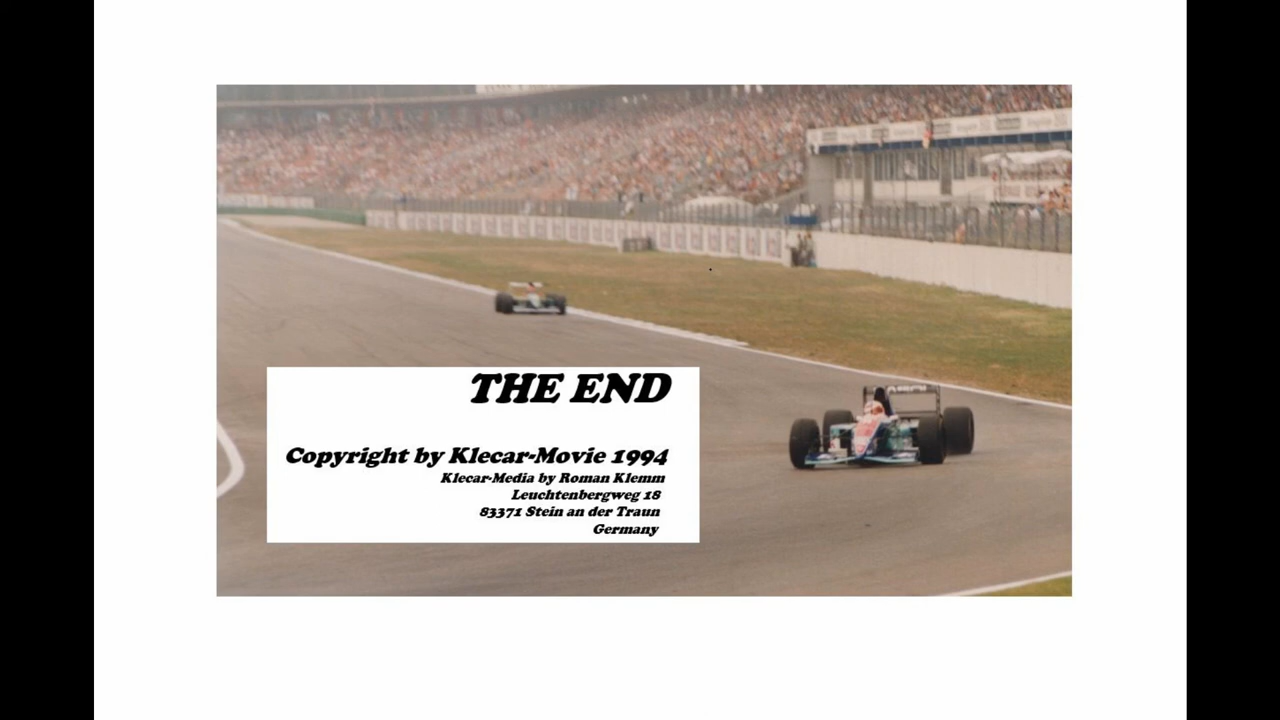 THE END
Copyright by Klecar-Movie 1994
Klecar-Media by Roman Klemm
Leuchtenbergweg 18
83371 Stein an der Traun
Germany